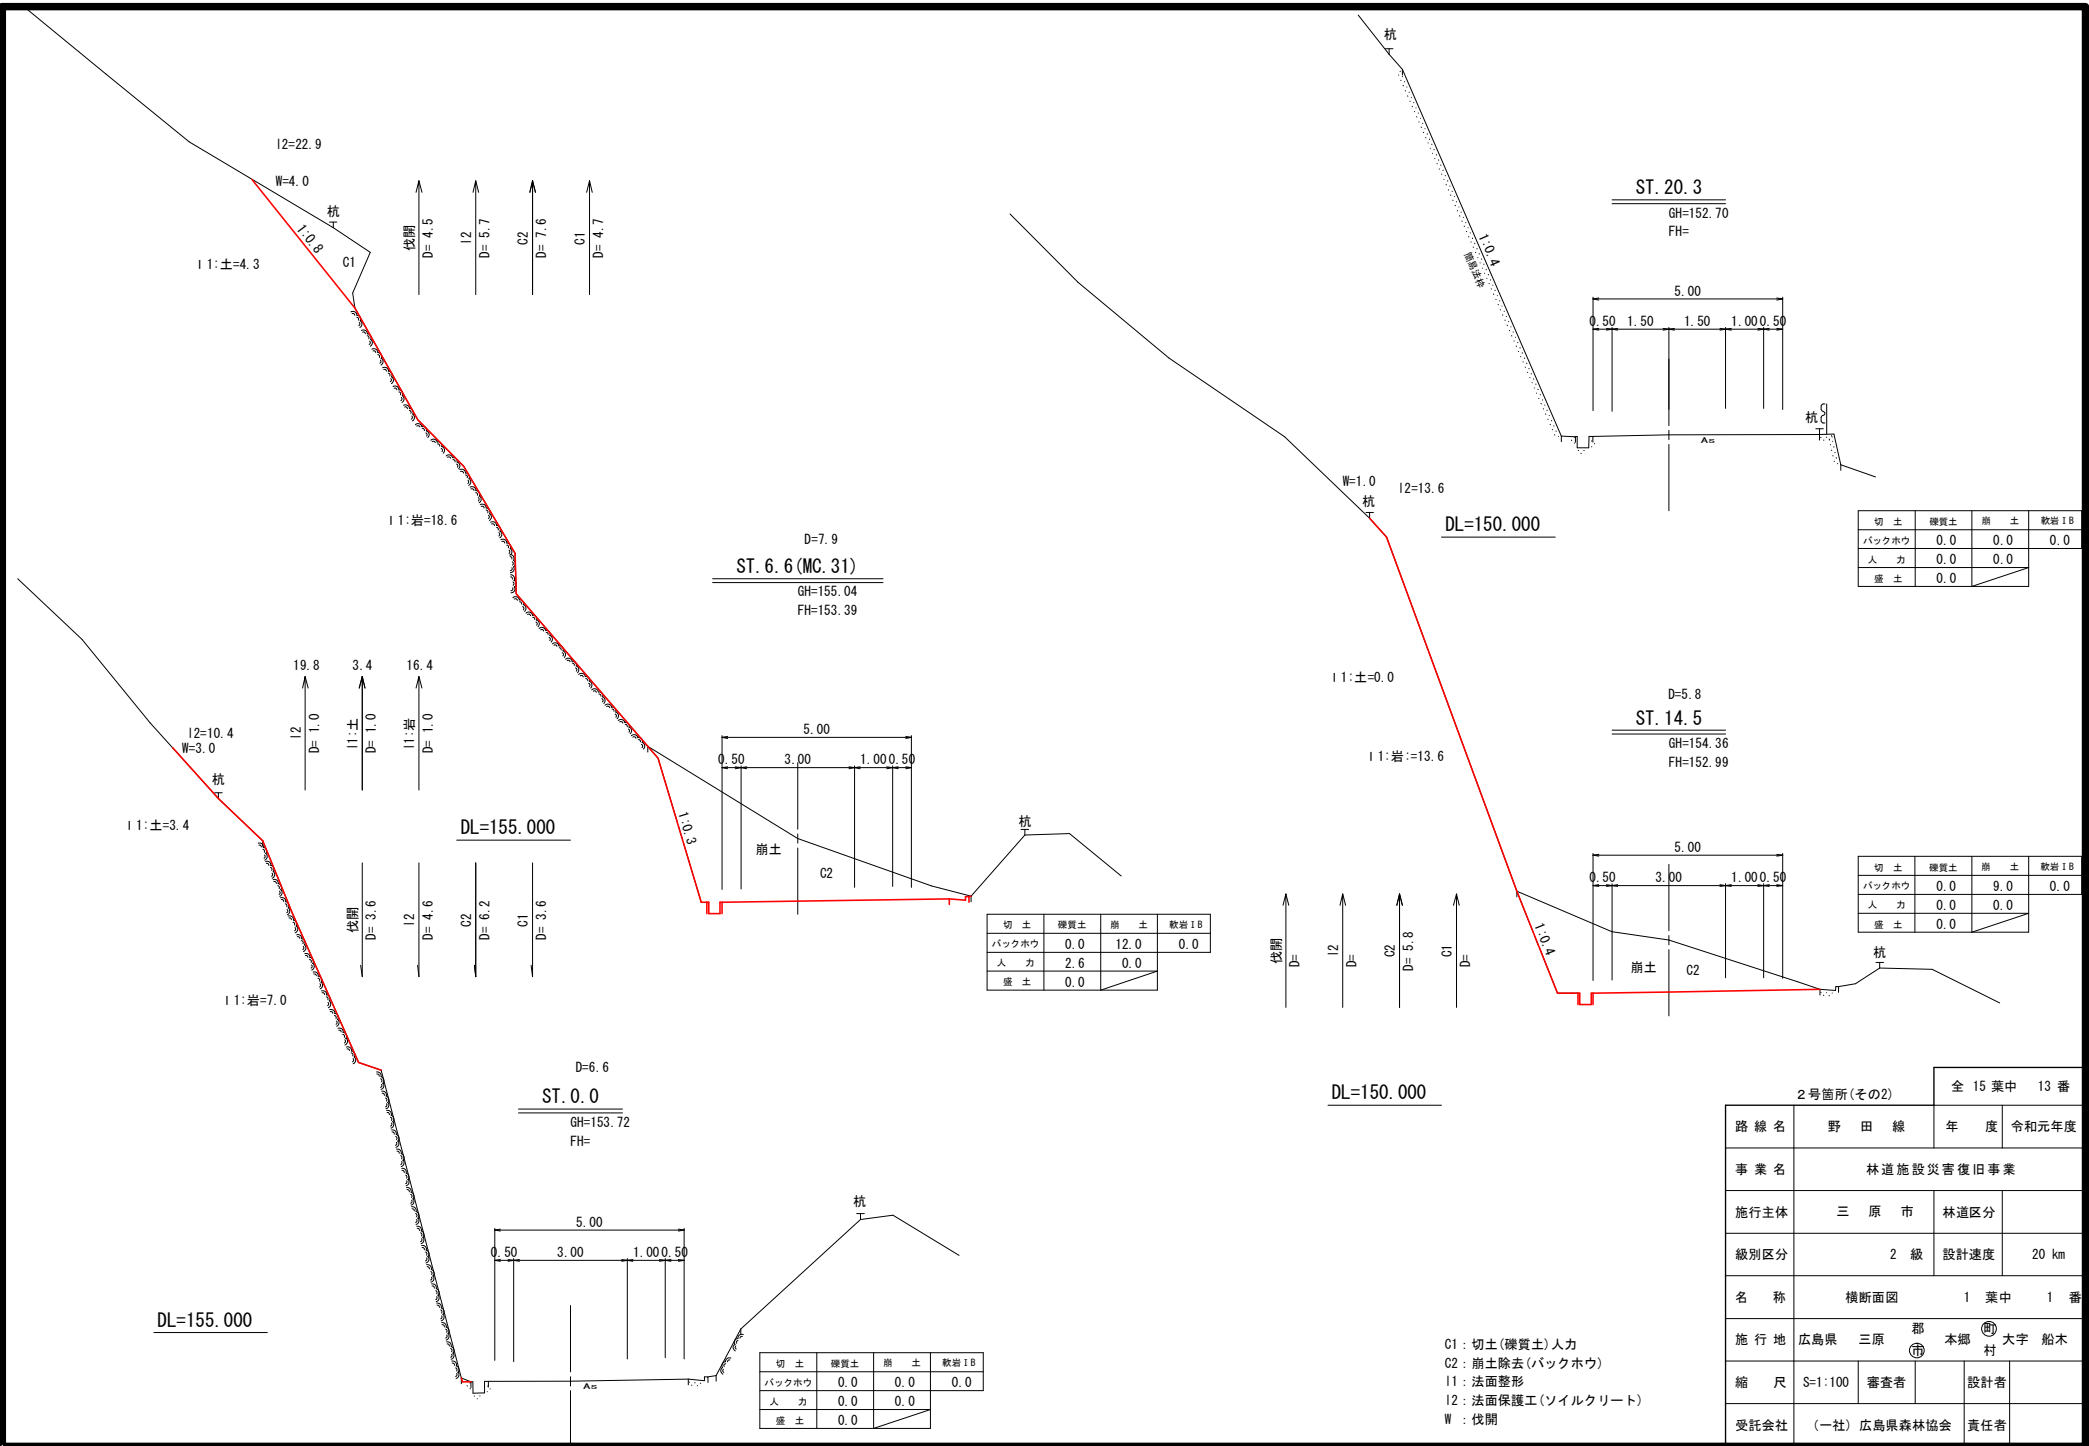 l2=22.9
W=4.0
杭
1:0.8
C1
l1:土=4.3
伐開
D= 4.5
l2
D= 5.7
C2
D= 7.6
C1
D= 4.7
l1:岩=18.6
D=7.9
ST.6.6(MC.31)
GH=155.04
FH=153.39
5.00
0.50 3.00 1.00 0.50
1:0.3
崩土
C2
杭
DL=155.000
切 土 礫質土 崩 土 軟岩ⅠB
バックホウ 0.0 12.0 0.0
人 力 2.6 0.0
盛 土 0.0
19.8 3.4 16.4
l2
D= 1.0
l1:土
D= 1.0
l1:岩
D= 1.0
l2=10.4
W=3.0
杭
l1:土=3.4
伐開
D= 3.6
l2
D= 4.6
C2
D= 6.2
C1
D= 3.6
l1:岩=7.0
D=6.6
ST.0.0
GH=153.72
FH=
5.00
0.50 3.00 1.00 0.50
杭
As
DL=155.000
切 土 礫質土 崩 土 軟岩ⅠB
バックホウ 0.0 0.0 0.0
人 力 0.0 0.0
盛 土 0.0
杭
1:0.4
簡易法枠
ST.20.3
GH=152.70
FH=
5.00
0.50 1.50 1.50 1.00 0.50
杭
As
DL=150.000
切 土 礫質土 崩 土 軟岩ⅠB
バックホウ 0.0 0.0 0.0
人 力 0.0 0.0
盛 土 0.0
W=1.0
杭
l2=13.6
l1:土=0.0
l1:岩:=13.6
D=5.8
ST.14.5
GH=154.36
FH=152.99
5.00
0.50 3.00 1.00 0.50
1:0.4
崩土
C2
杭
伐開
D=
l2
D=
C2
D= 5.8
C1
D=
DL=150.000
切 土 礫質土 崩 土 軟岩ⅠB
バックホウ 0.0 9.0 0.0
人 力 0.0 0.0
盛 土 0.0
C1：切土(礫質土)人力
C2：崩土除去(バックホウ)
l1：法面整形
l2：法面保護工(ソイルクリート)
W ：伐開
2号箇所(その2)
全 15 葉中 13 番
路 線 名 野 田 線 年 度 令和元年度
事 業 名 林道施設災害復旧事業
施行主体 三 原 市 林道区分
級別区分 2 級 設計速度 20 km
名 称 横断面図 1 葉中 1 番
施 行 地 広島県 三原 郡 市 本郷 町 村 大字 船木
縮 尺 S=1:100 審査者 設計者
受託会社 (一社) 広島県森林協会 責任者